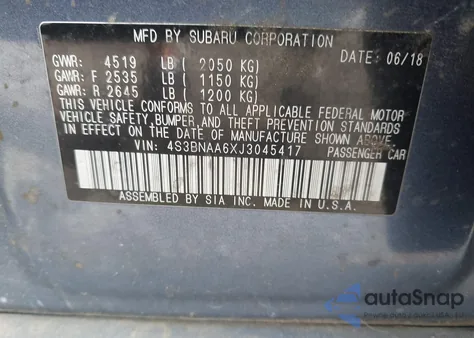 MFD BY SUBARU CORPORATION
DATE: 06/18
GVWR: 4519 LB ( 2050 KG)
GAWR: F 2535 LB ( 1150 KG)
GAWR: R 2645 LB ( 1200 KG)
THIS VEHICLE CONFORMS TO ALL APPLICABLE FEDERAL MOTOR
VEHICLE SAFETY, BUMPER, AND THEFT PREVENTION STANDARDS
IN EFFECT ON THE DATE OF MANUFACTURE SHOWN ABOVE.
VIN: 4S3BNAA6XJ3045417 PASSENGER CAR
ASSEMBLED BY SIA INC. MADE IN U.S.A.
autoSnap